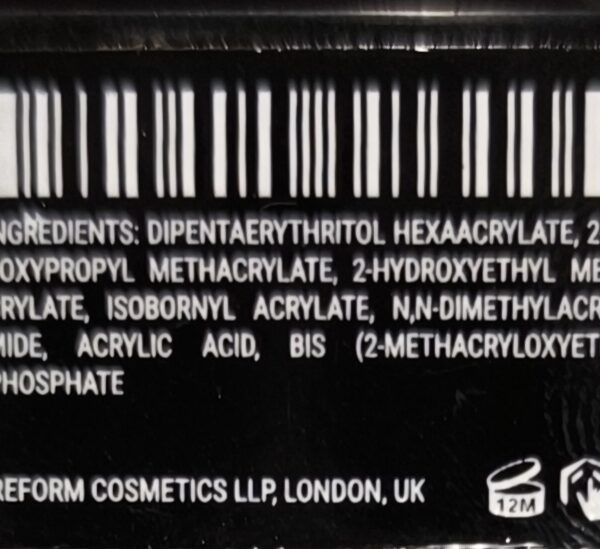 NGREDIENTS: DIPENTAERYTHRITOL HEXAACRYLATE, 2
OXYPROPYL METHACRYLATE, 2-HYDROXYETHYL ME
RYLATE, ISOBORNYL ACRYLATE, N,N-DIMETHYLACR
MIDE, ACRYLIC ACID, BIS (2-METHACRYLOXYET
PHOSPHATE
REFORM COSMETICS LLP, LONDON, UK
12M